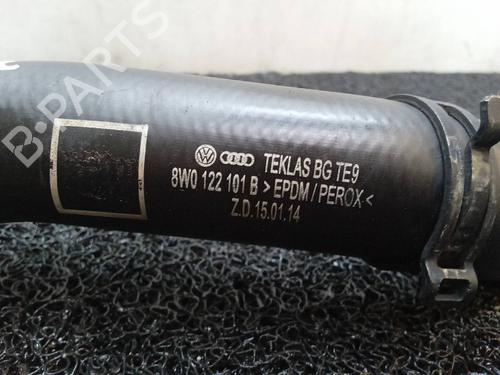 B-PARTS
TEKLAS BG TE9
8W0 122 101 B >EPDM/PEROX<
Z.D.15.01.14